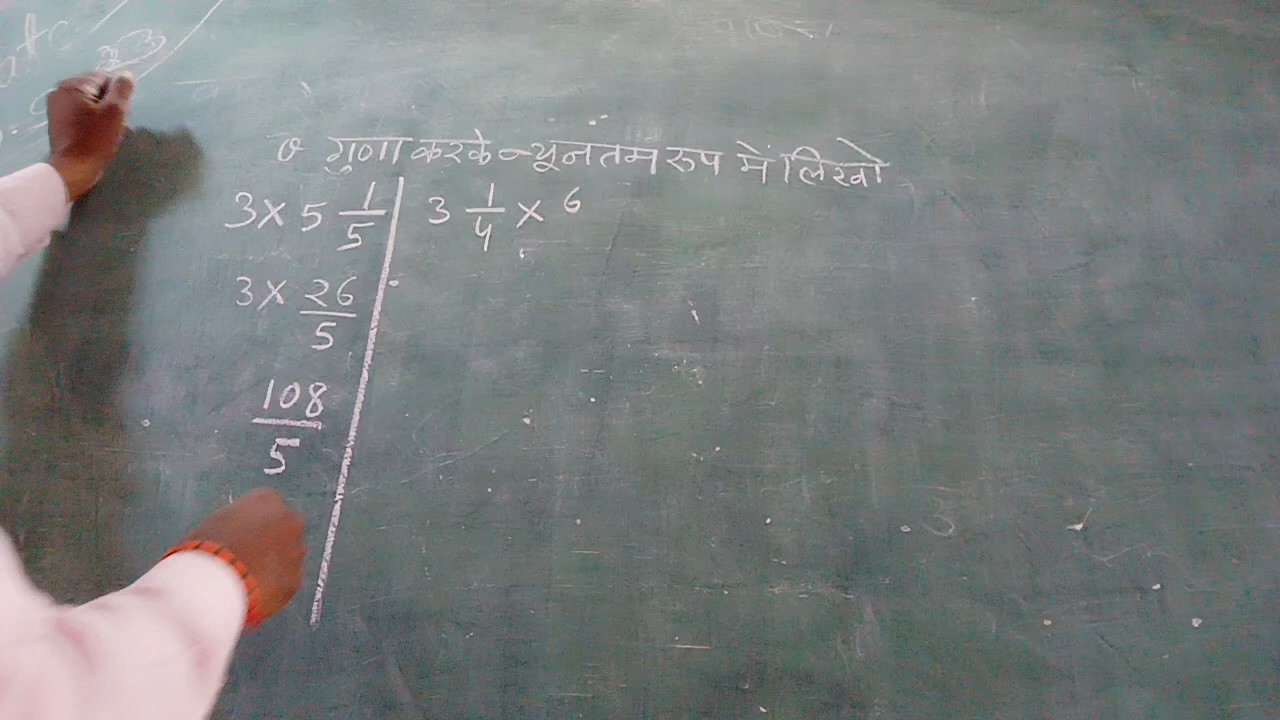 गुणा करके न्यूनतम रूप में लिखो
3 × 5 1/5
3 × 26/5
108/5
3 1/4 × 6